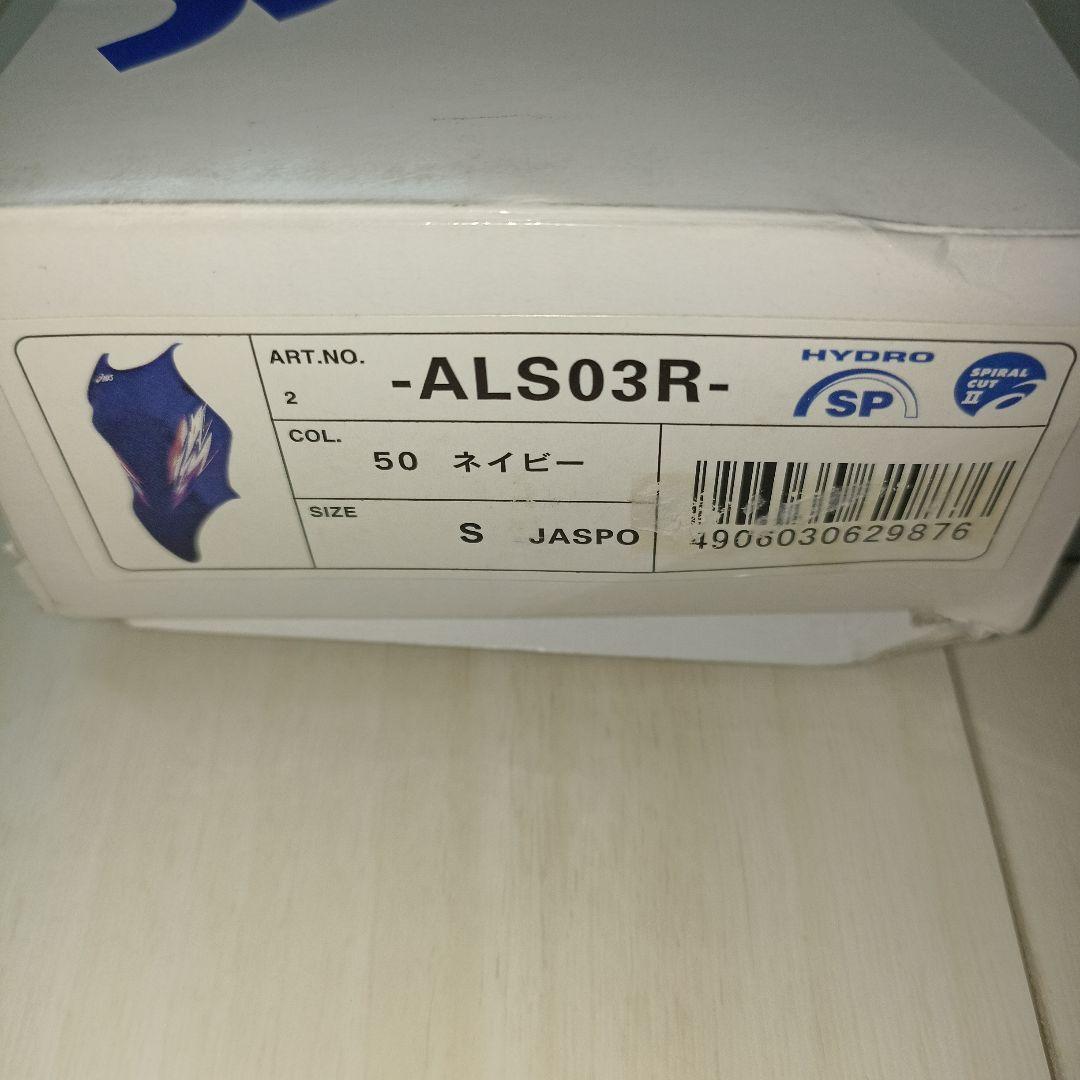 ART.NO.
2
-ALS03R-
HYDRO
SP
SPIRAL
CUT
II
COL.
50 ネイビー
SIZE
S JASPO
4906030629876